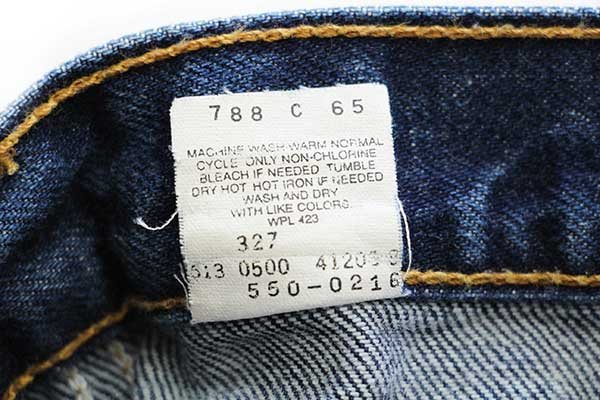 788 C 65
MACHINE WASH WARM NORMAL
CYCLE ONLY NON-CHLORINE
BLEACH IF NEEDED TUMBLE
DRY HOT HOT IRON IF NEEDED
WASH AND DRY
WITH LIKE COLORS.
WPL 423
327
513 0500
550-0216